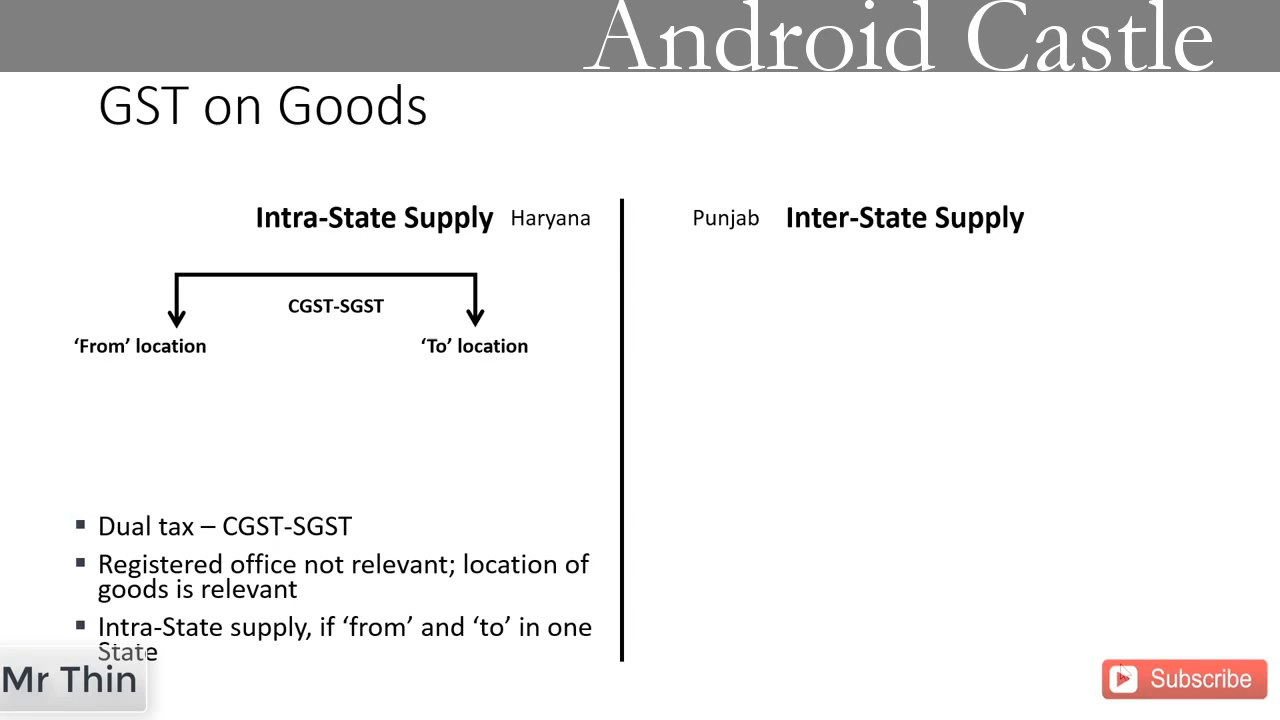 Android Castle
GST on Goods
Intra-State Supply Haryana
Punjab Inter-State Supply
CGST-SGST
‘From’ location
‘To’ location
▪ Dual tax – CGST-SGST
▪ Registered office not relevant; location of
goods is relevant
▪ Intra-State supply, if ‘from’ and ‘to’ in one
State
Mr Thin
Subscribe